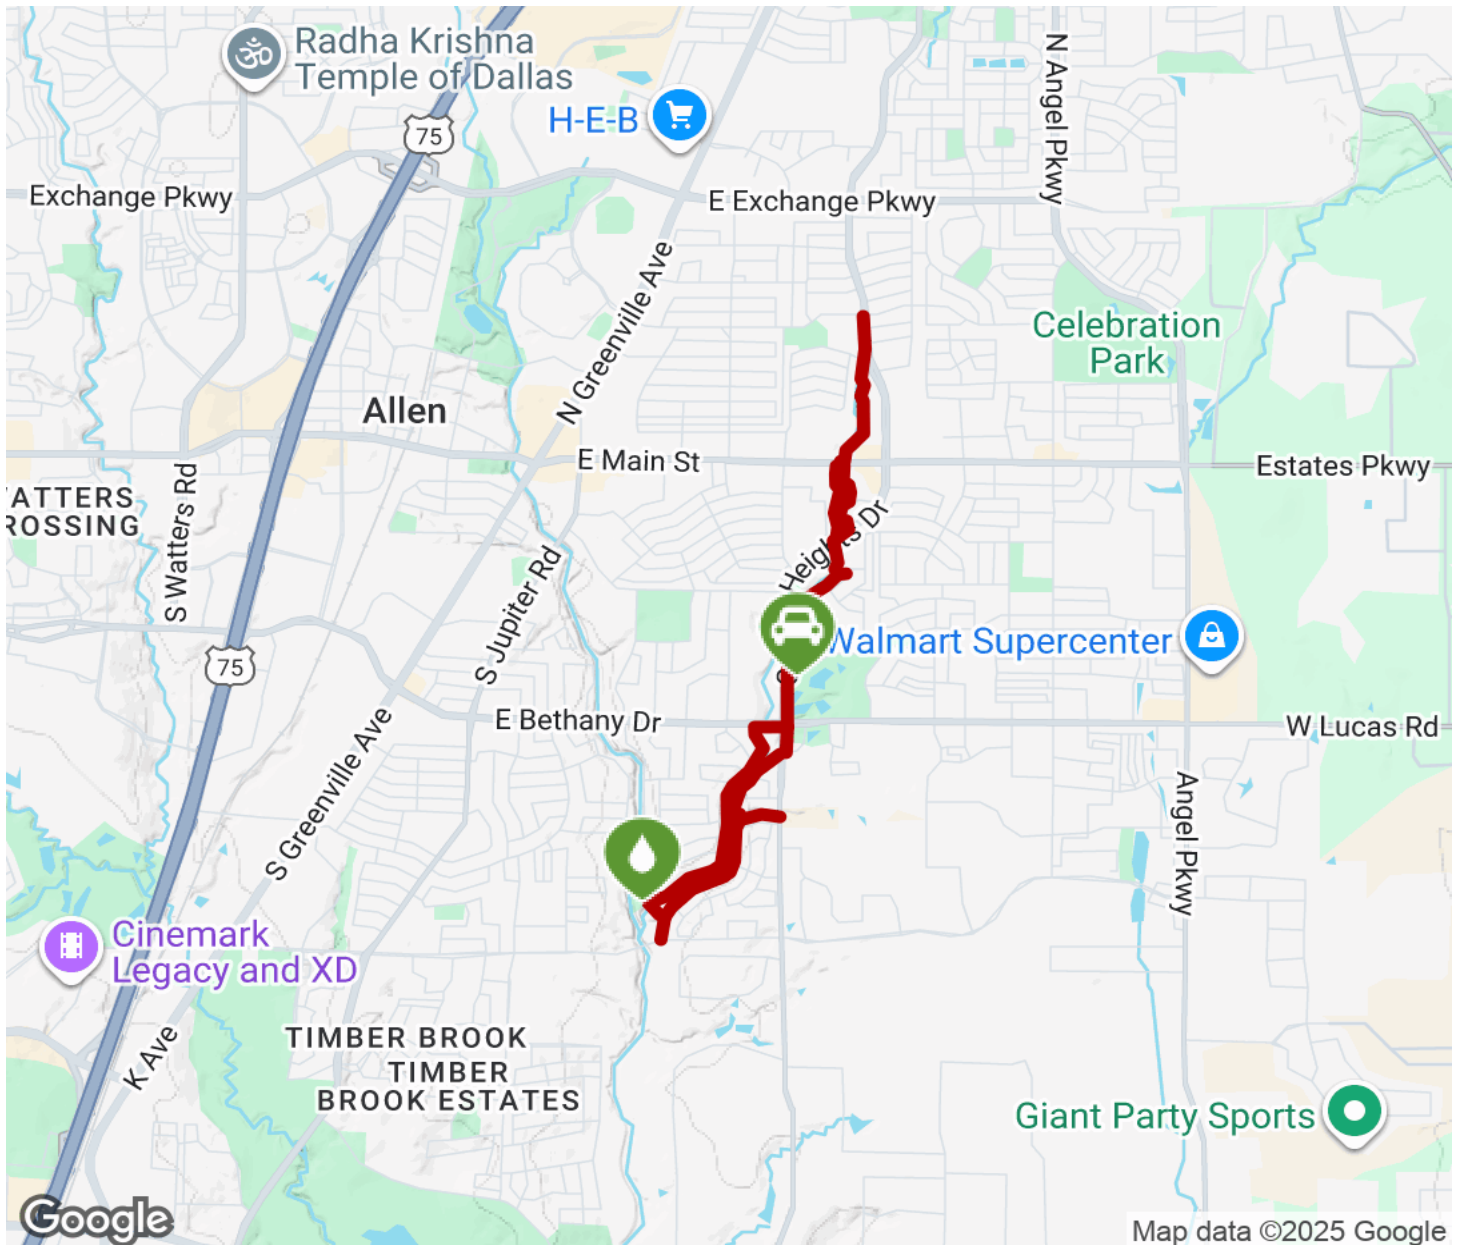 Radha Krishna
Temple of Dallas
H-E-B
75
N Angel Pkwy
Exchange Pkwy
E Exchange Pkwy
N Greenville Ave
Celebration
Park
Allen
E Main St
Estates Pkwy
ATTERS
ROSSING
S Watters Rd
Heights Dr
S Jupiter Rd
Walmart Supercenter
75
E Bethany Dr
W Lucas Rd
S Greenville Ave
Angel Pkwy
Cinemark
Legacy and XD
K Ave
TIMBER BROOK
TIMBER
BROOK ESTATES
Giant Party Sports
Google
Map data ©2025 Google